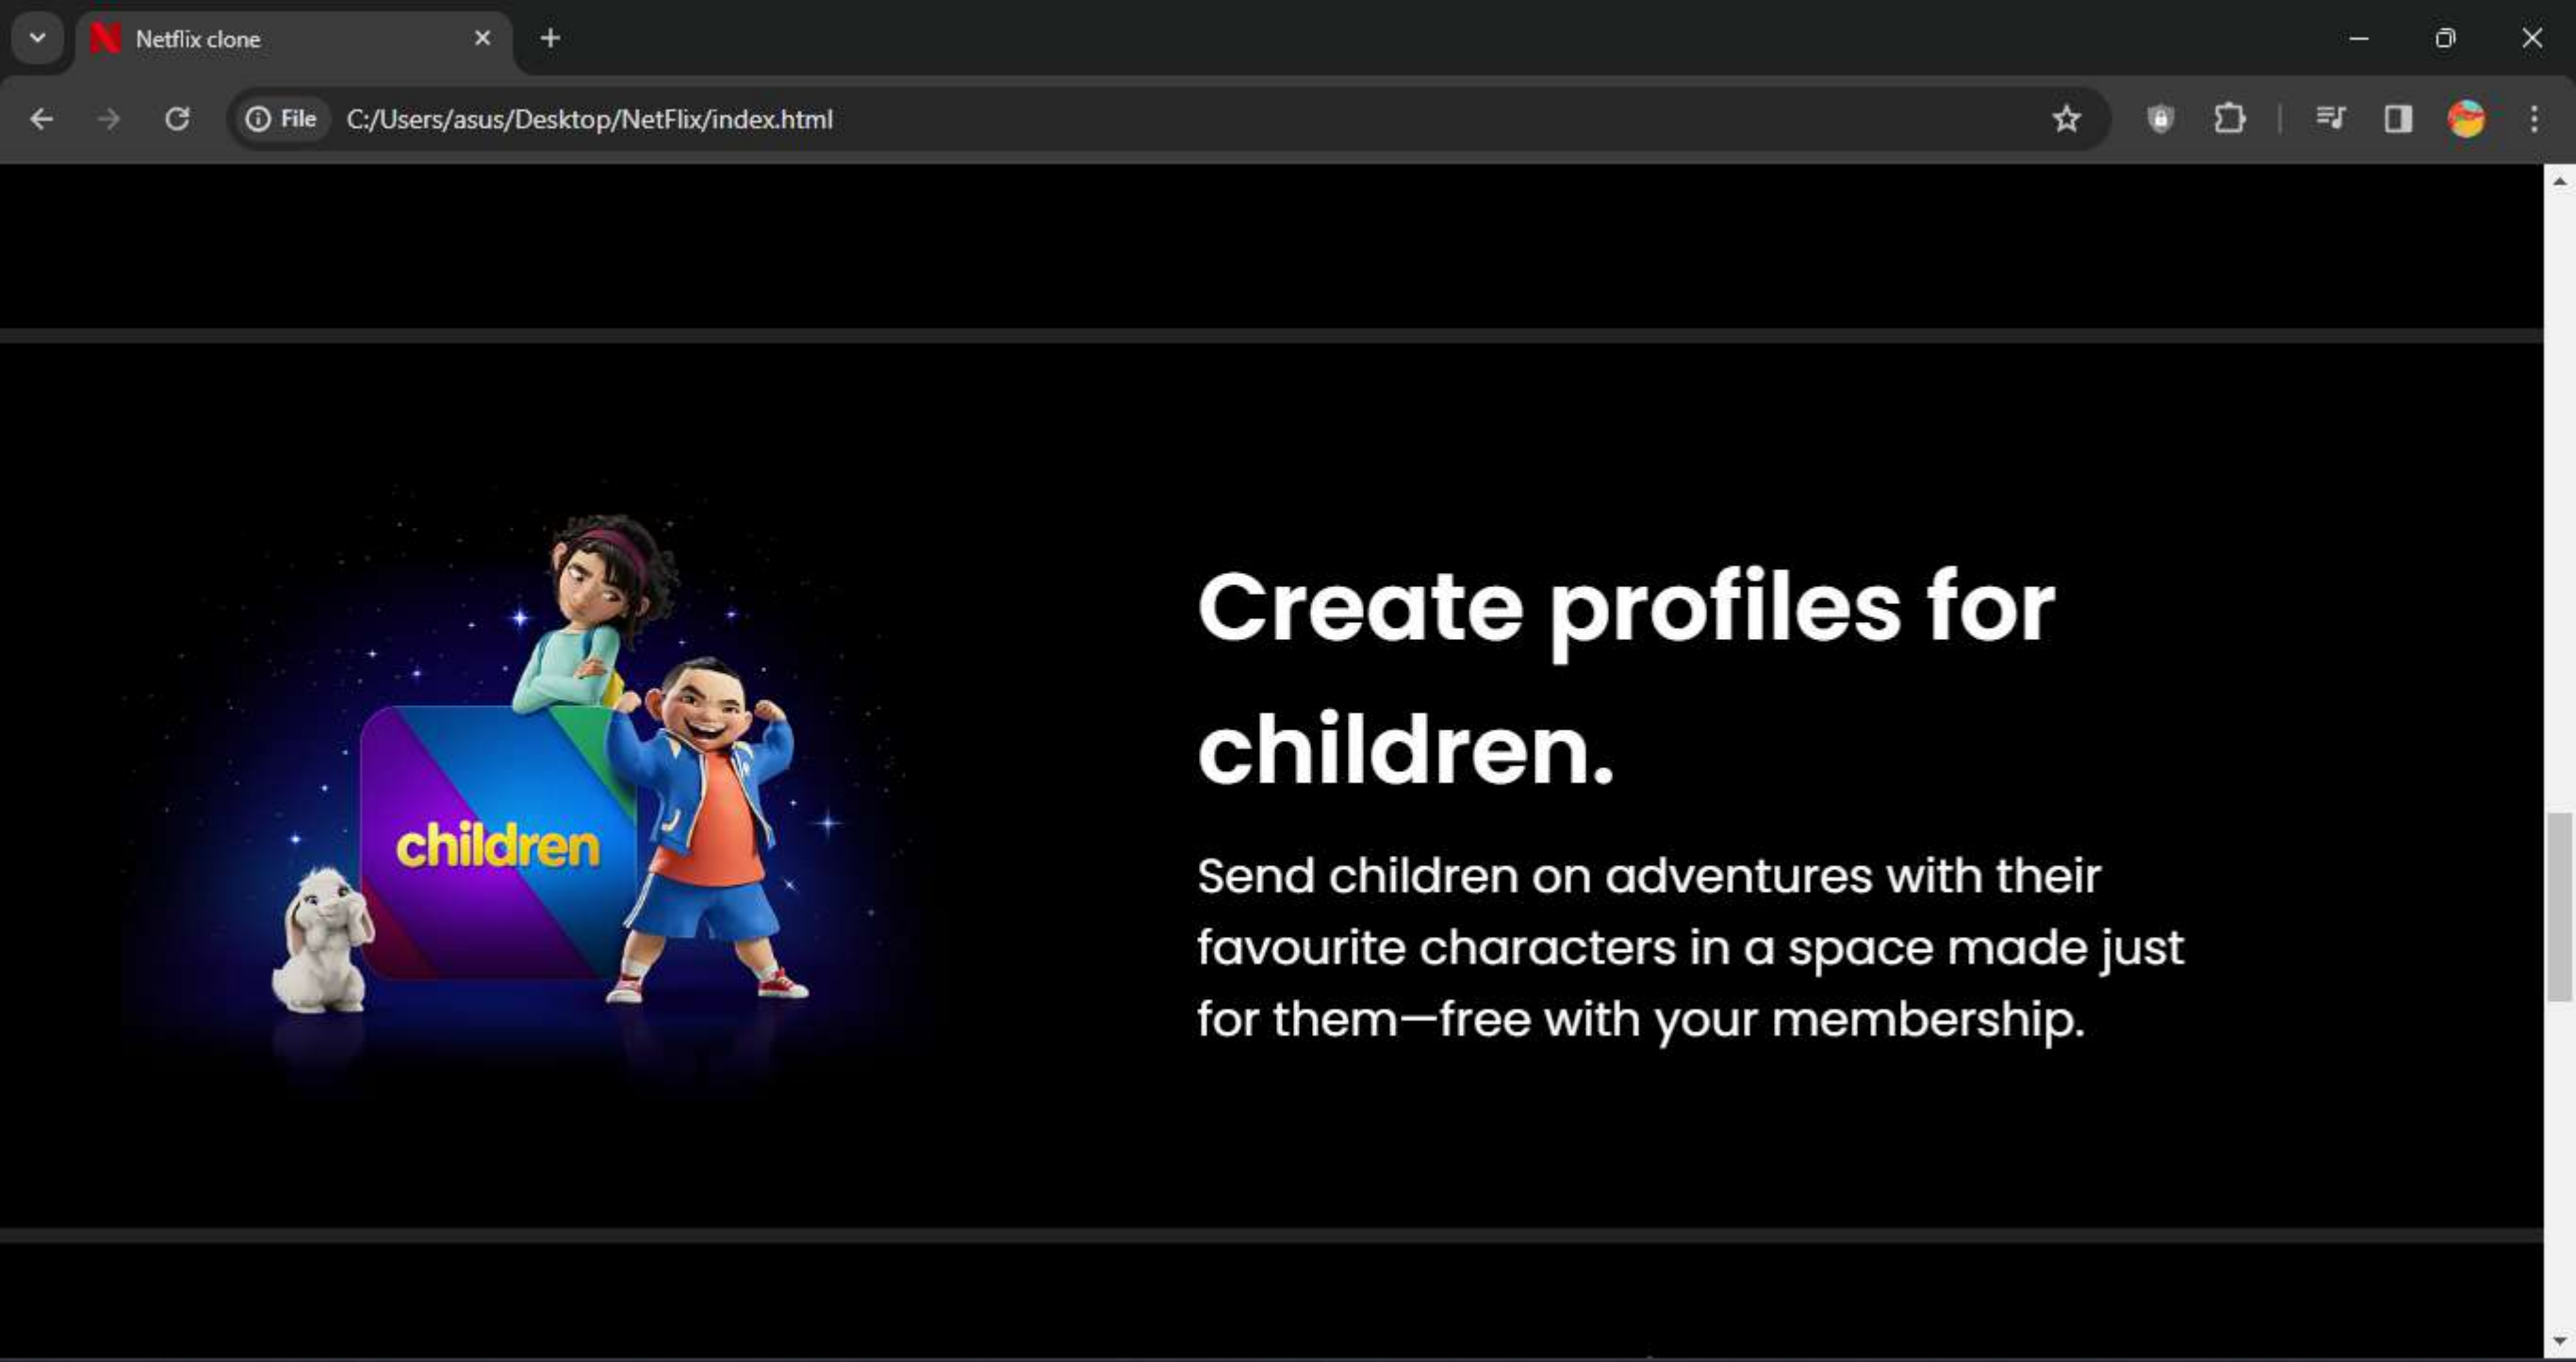 Netflix clone
File C:/Users/asus/Desktop/NetFlix/index.html
Create profiles for
children.
children
Send children on adventures with their
favourite characters in a space made just
for them—free with your membership.